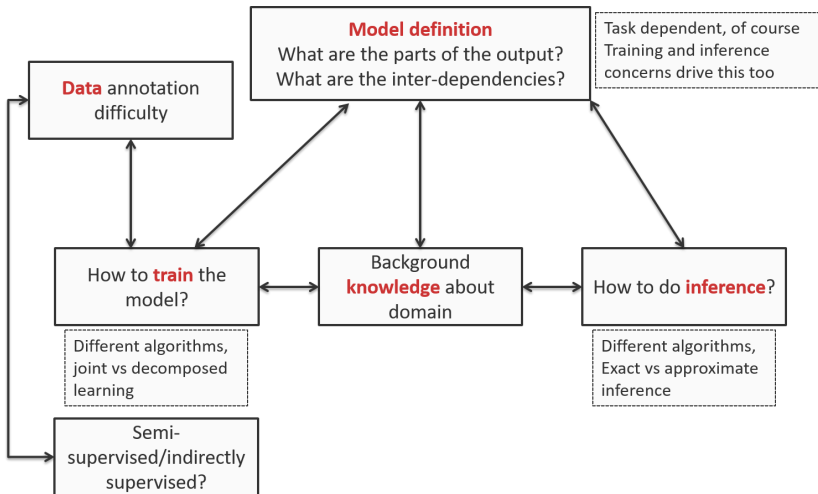 Model definition
What are the parts of the output?
What are the inter-dependencies?
Task dependent, of course
Training and inference
concerns drive this too
Data annotation
difficulty
How to train the
model?
Background
knowledge about
domain
How to do inference?
Different algorithms,
joint vs decomposed
learning
Different algorithms,
Exact vs approximate
inference
Semi-
supervised/indirectly
supervised?